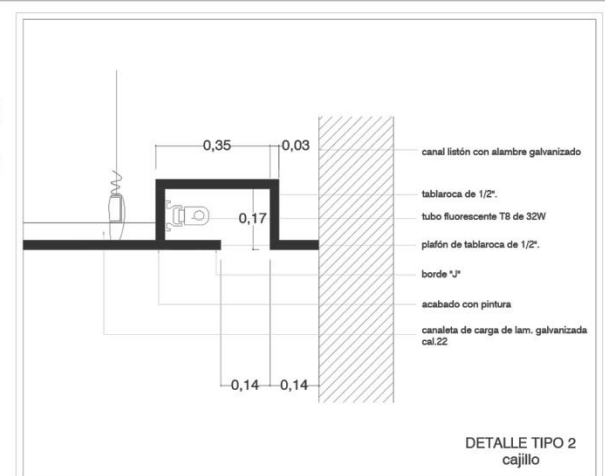 0,35
0,03
canal listón con alambre galvanizado
tablaroca de 1/2".
0,17
tubo fluorescente T8 de 32W
plafón de tablaroca de 1/2".
borde "J"
acabado con pintura
canaleta de carga de lam. galvanizada
cal.22
0,14
0,14
DETALLE TIPO 2
cajillo